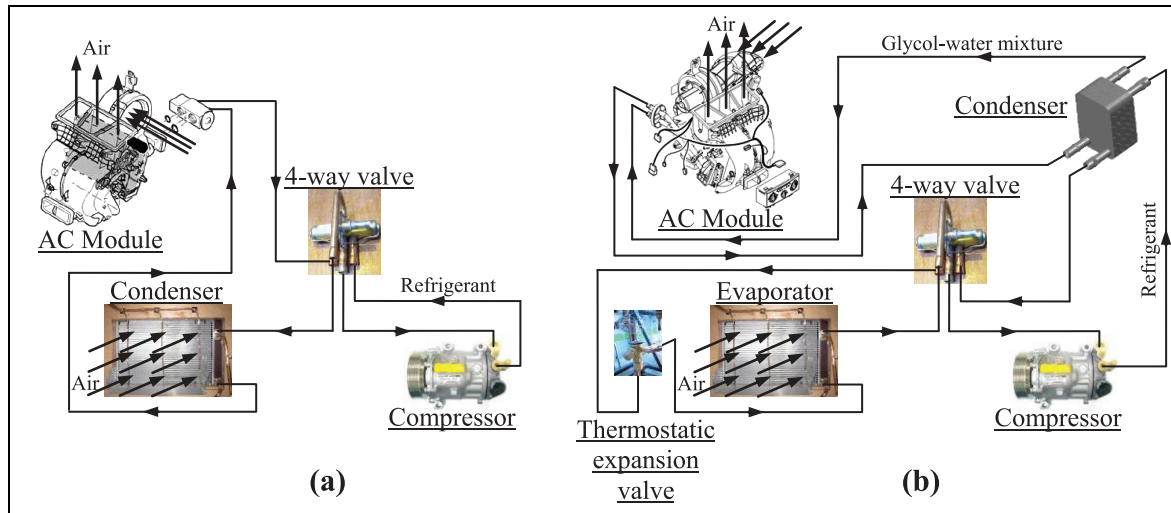 Air
AC Module
4-way valve
Condenser
Refrigerant
Air
Compressor
(a)
Air
Glycol-water mixture
Condenser
4-way valve
AC Module
Refrigerant
Evaporator
Air
Compressor
Thermostatic
expansion
valve
(b)